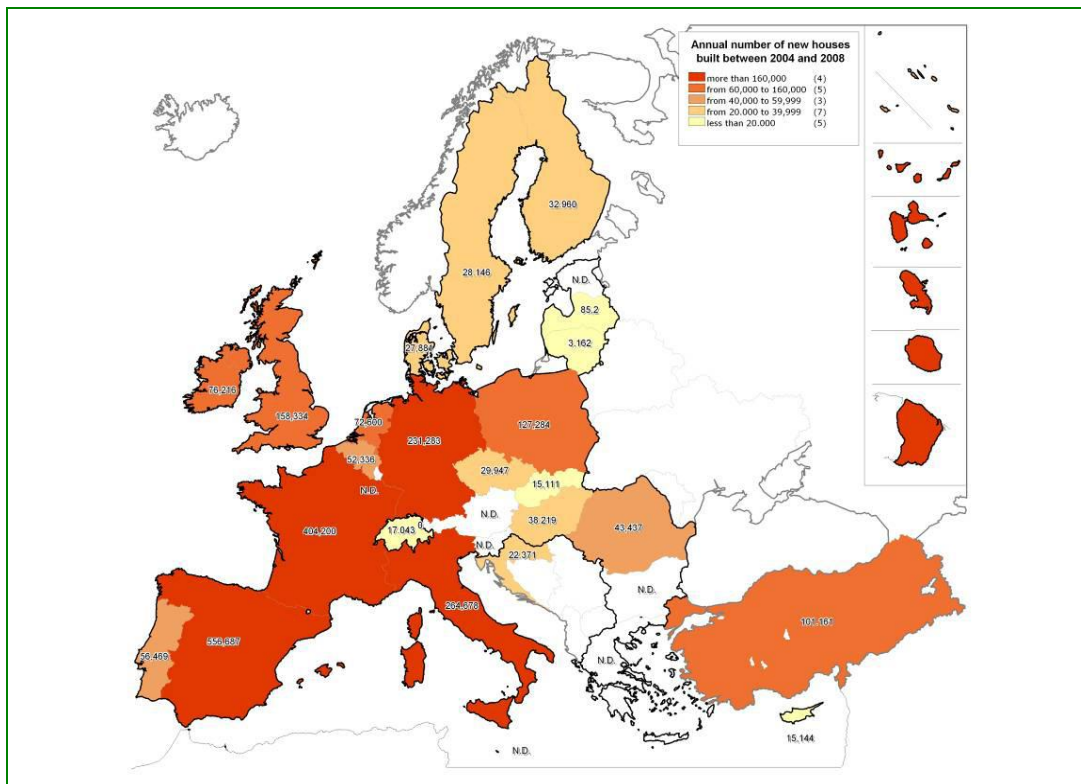 Annual number of new houses
built between 2004 and 2008
more than 160,000 (4)
from 60,000 to 160,000 (5)
from 40,000 to 59,999 (3)
from 20.000 to 39,999 (7)
less than 20.000 (5)
32.960
28.146
N.D.
85.2
3.162
27.884
76,216
158,334
72,600
231,283
127,284
52,336
29,947
15.111
N.D.
N.D.
404,200
17.043
0
38.219
43,437
N.D.
22.371
N.D.
264,678
101,161
556,687
56,469
N.D.
15,144
N.D.